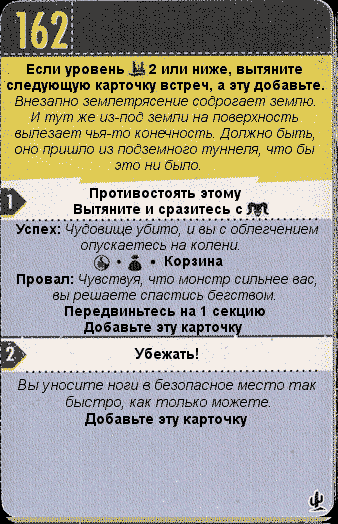 162
Если уровень 2 или ниже, вытяните
следующую карточку встреч, а эту добавьте.
Внезапно землетрясение содрогает землю.
И тут же из-под земли на поверхность
вылезает чья-то конечность. Должно быть,
оно пришло из подземного туннеля, что бы
это ни было.
1
Противостоять этому
Вытяните и сразитесь с
Успех: Чудовище убито, и вы с облегчением
опускаетесь на колени.
• • Корзина
Провал: Чувствуя, что монстр сильнее вас,
вы решаете спастись бегством.
Передвиньтесь на 1 секцию
Добавьте эту карточку
2
Убежать!
Вы уносите ноги в безопасное место так
быстро, как только можете.
Добавьте эту карточку